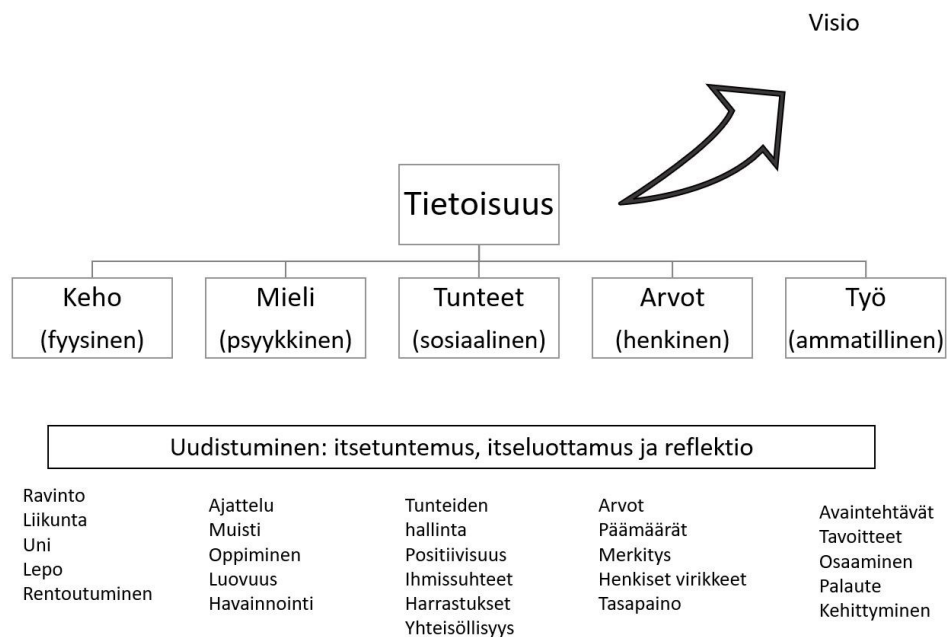 Visio
Tietoisuus
Keho
(fyysinen)
Mieli
(psyykkinen)
Tunteet
(sosiaalinen)
Arvot
(henkinen)
Työ
(ammatillinen)
Uudistuminen: itsetuntemus, itseluottamus ja reflektio
Ravinto
Liikunta
Uni
Lepo
Rentoutuminen
Ajattelu
Muisti
Oppiminen
Luovuus
Havainnointi
Tunteiden
hallinta
Positiivisuus
Ihmissuhteet
Harrastukset
Yhteisöllisyys
Arvot
Päämäärät
Merkitys
Henkiset virikkeet
Tasapaino
Avaintehtävät
Tavoitteet
Osaaminen
Palaute
Kehittyminen